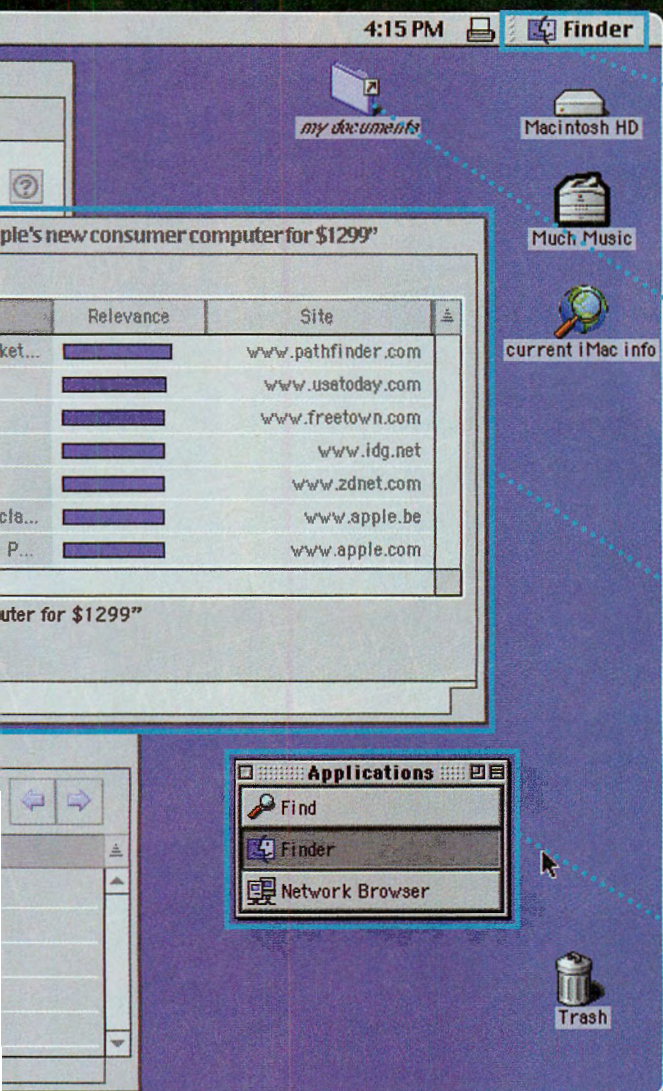 4:15 PM
Finder
my documents
Macintosh HD
?
Much Music
ple's new consumer computer for $1299"
current iMac info
Relevance
Site
ket...
www.pathfinder.com
www.usatoday.com
www.freetown.com
www.idg.net
www.zdnet.com
cla...
www.apple.be
P...
www.apple.com
uter for $1299"
Applications
Find
Finder
Network Browser
Trash